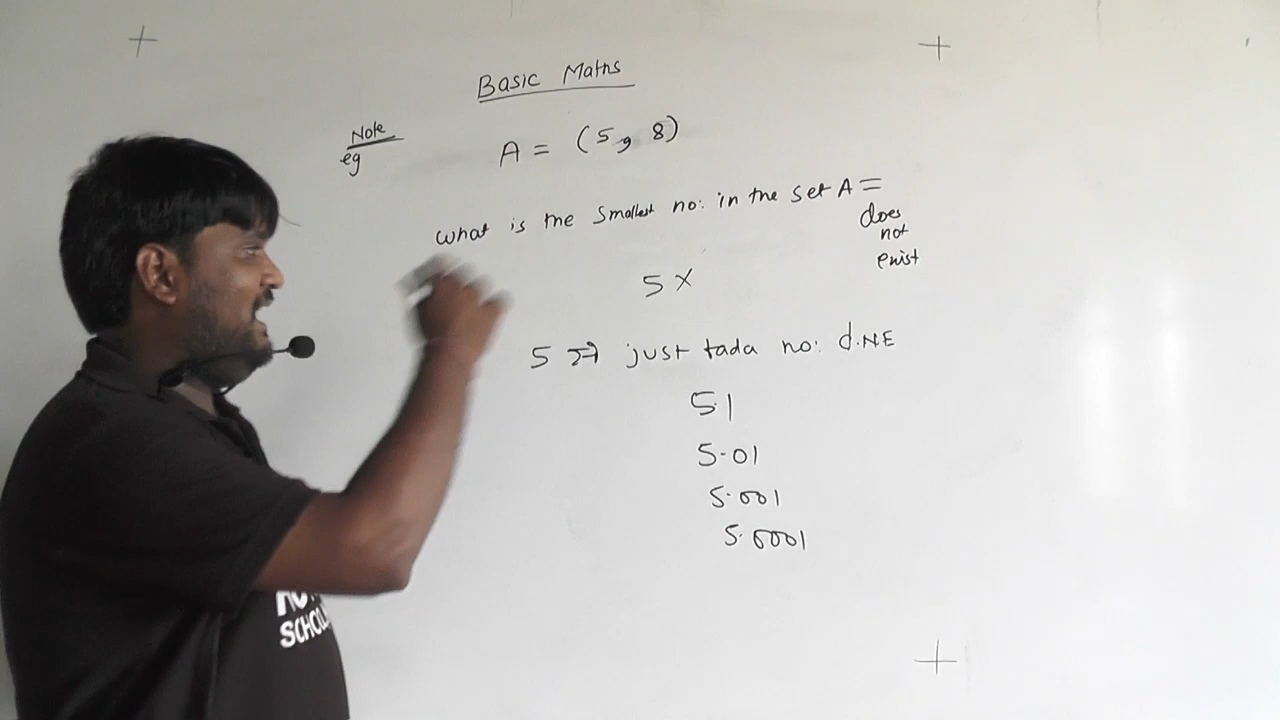 Basic Maths
Note
eg
A = (5, 8)
What is the smallest no: in the set A =
does
not
exist
5 X
5 से just tada no: d.NE
5.1
5.01
5.001
5.0001
SCHOOL